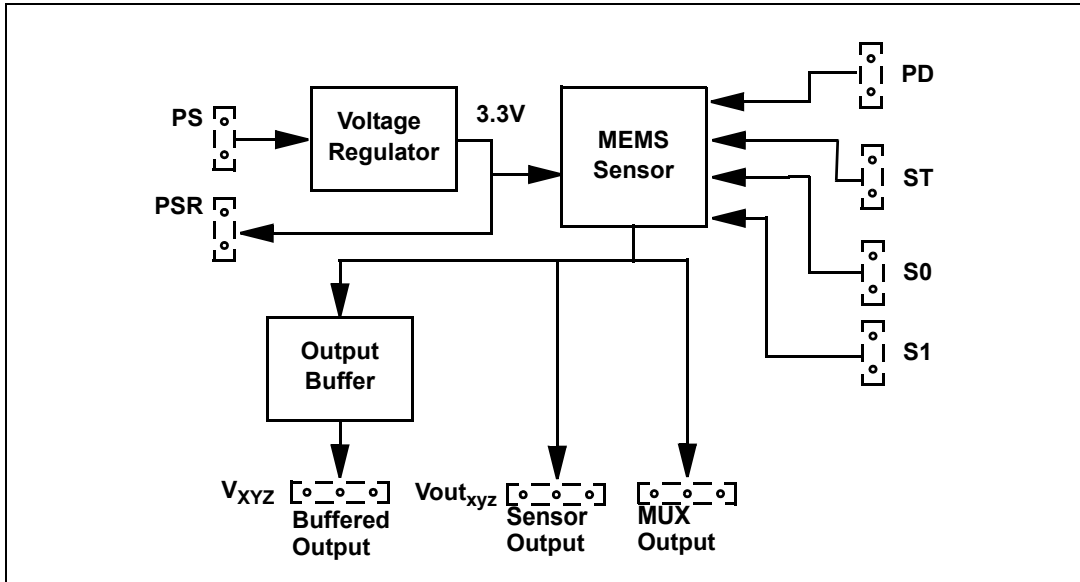 PS
Voltage
Regulator
3.3V
MEMS
Sensor
PD
PSR
ST
S0
Output
Buffer
S1
VXYZ
Buffered
Output
Voutxyz
Sensor
Output
MUX
Output